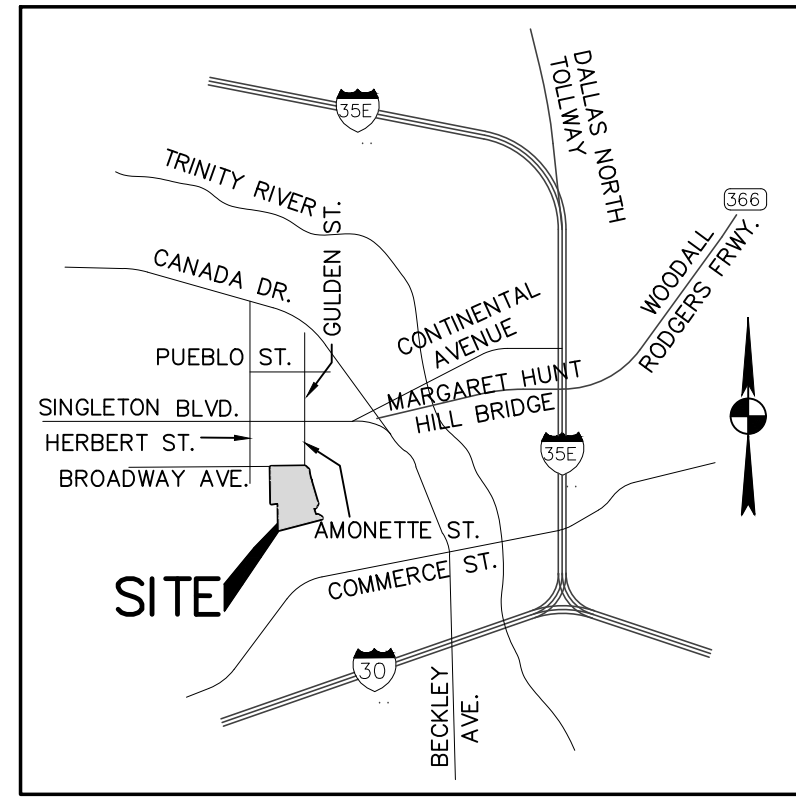 DALLAS NORTH
TOLLWAY
35E
TRINITY RIVER
GULDEN ST.
366
WOODALL
RODGERS FRWY.
CANADA DR.
CONTINENTAL
AVENUE
PUEBLO ST.
MARGARET HUNT
HILL BRIDGE
SINGLETON BLVD.
HERBERT ST.
35E
BROADWAY AVE.
AMONETTE ST.
COMMERCE ST.
SITE
30
BECKLEY
AVE.